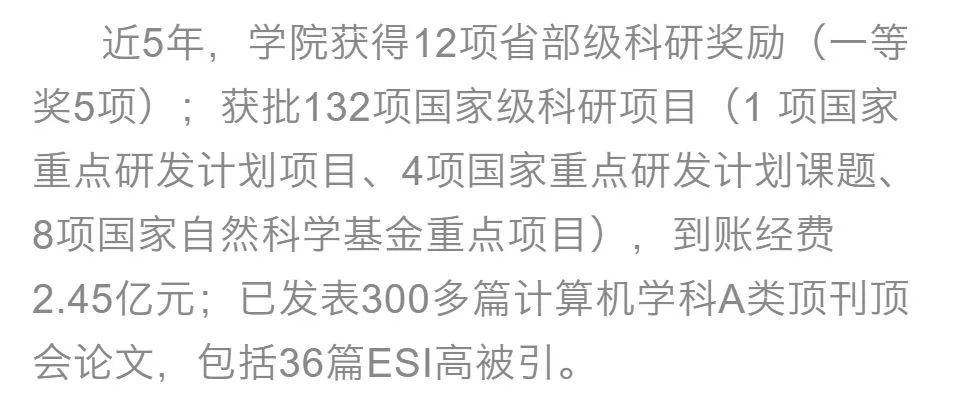 近5年，学院获得12项省部级科研奖励（一等
奖5项）；获批132项国家级科研项目（1 项国家
重点研发计划项目、4项国家重点研发计划课题、
8项国家自然科学基金重点项目），到账经费
2.45亿元；已发表300多篇计算机学科A类顶刊顶
会论文，包括36篇ESI高被引。